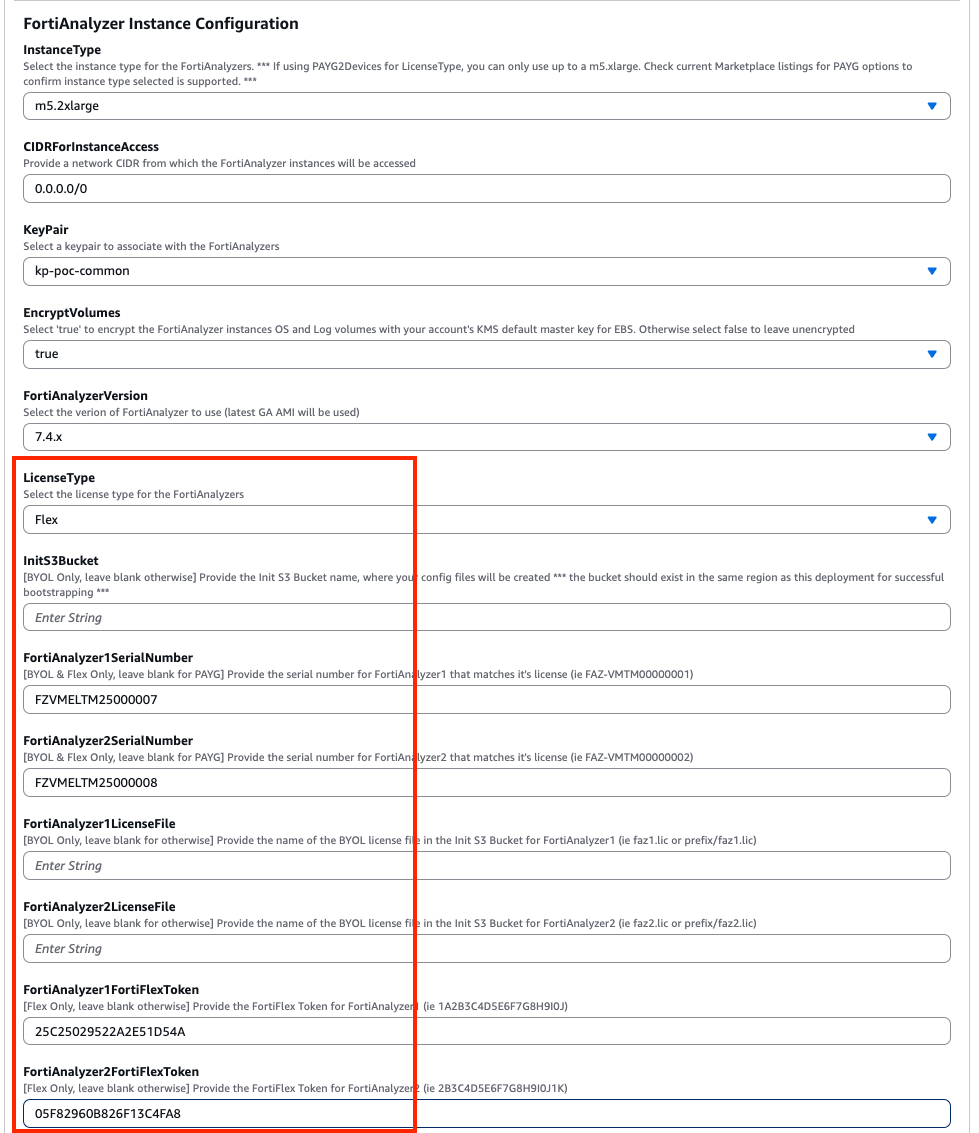 FortiAnalyzer Instance Configuration
InstanceType
Select the instance type for the FortiAnalyzers. *** If using PAYG2Devices for LicenseType, you can only use up to a m5.xlarge. Check current Marketplace listings for PAYG options to
confirm instance type selected is supported. ***
m5.2xlarge
CIDRForInstanceAccess
Provide a network CIDR from which the FortiAnalyzer instances will be accessed
0.0.0.0/0
KeyPair
Select a keypair to associate with the FortiAnalyzers
kp-poc-common
EncryptVolumes
Select 'true' to encrypt the FortiAnalyzer instances OS and Log volumes with your account's KMS default master key for EBS. Otherwise select false to leave unencrypted
true
FortiAnalyzerVersion
Select the verion of FortiAnalyzer to use (latest GA AMI will be used)
7.4.x
LicenseType
Select the license type for the FortiAnalyzers
Flex
InitS3Bucket
[BYOL Only, leave blank otherwise] Provide the Init S3 Bucket name, where your config files will be created *** the bucket should exist in the same region as this deployment for successful
bootstrapping ***
Enter String
FortiAnalyzer1SerialNumber
[BYOL & Flex Only, leave blank for PAYG] Provide the serial number for FortiAnalyzer1 that matches it's license (ie FAZ-VMTM00000001)
FZVMELTM25000007
FortiAnalyzer2SerialNumber
[BYOL & Flex Only, leave blank for PAYG] Provide the serial number for FortiAnalyzer2 that matches it's license (ie FAZ-VMTM00000002)
FZVMELTM25000008
FortiAnalyzer1LicenseFile
[BYOL Only, leave blank for otherwise] Provide the name of the BYOL license file in the Init S3 Bucket for FortiAnalyzer1 (ie faz1.lic or prefix/faz1.lic)
Enter String
FortiAnalyzer2LicenseFile
[BYOL Only, leave blank for otherwise] Provide the name of the BYOL license file in the Init S3 Bucket for FortiAnalyzer2 (ie faz2.lic or prefix/faz2.lic)
Enter String
FortiAnalyzer1FortiFlexToken
[Flex Only, leave blank otherwise] Provide the FortiFlex Token for FortiAnalyzer1 (ie 1A2B3C4D5E6F7G8H9I0J)
25C25029522A2E51D54A
FortiAnalyzer2FortiFlexToken
[Flex Only, leave blank otherwise] Provide the FortiFlex Token for FortiAnalyzer2 (ie 2B3C4D5E6F7G8H9I0J1K)
05F82960B826F13C4FA8